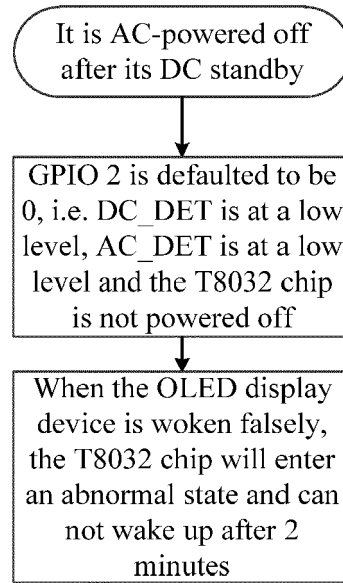 It is AC-powered off
after its DC standby
GPIO 2 is defaulted to be
0, i.e. DC_DET is at a low
level, AC_DET is at a low
level and the T8032 chip
is not powered off
When the OLED display
device is woken falsely,
the T8032 chip will enter
an abnormal state and can
not wake up after 2
minutes